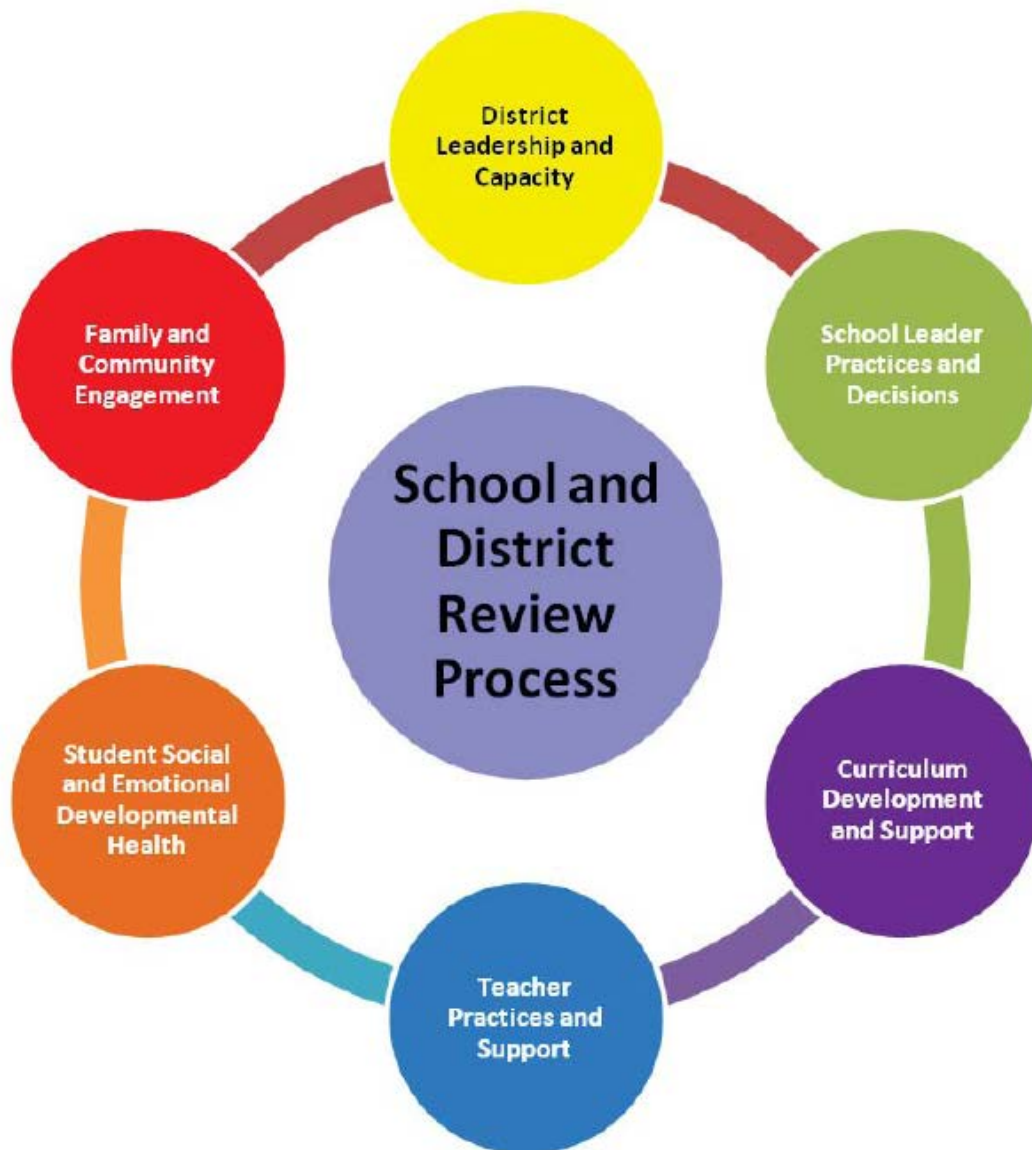 District
Leadership and
Capacity
School Leader
Practices and
Decisions
Curriculum
Development
and Support
Teacher
Practices and
Support
Student Social
and Emotional
Developmental
Health
Family and
Community
Engagement
School and
District
Review
Process